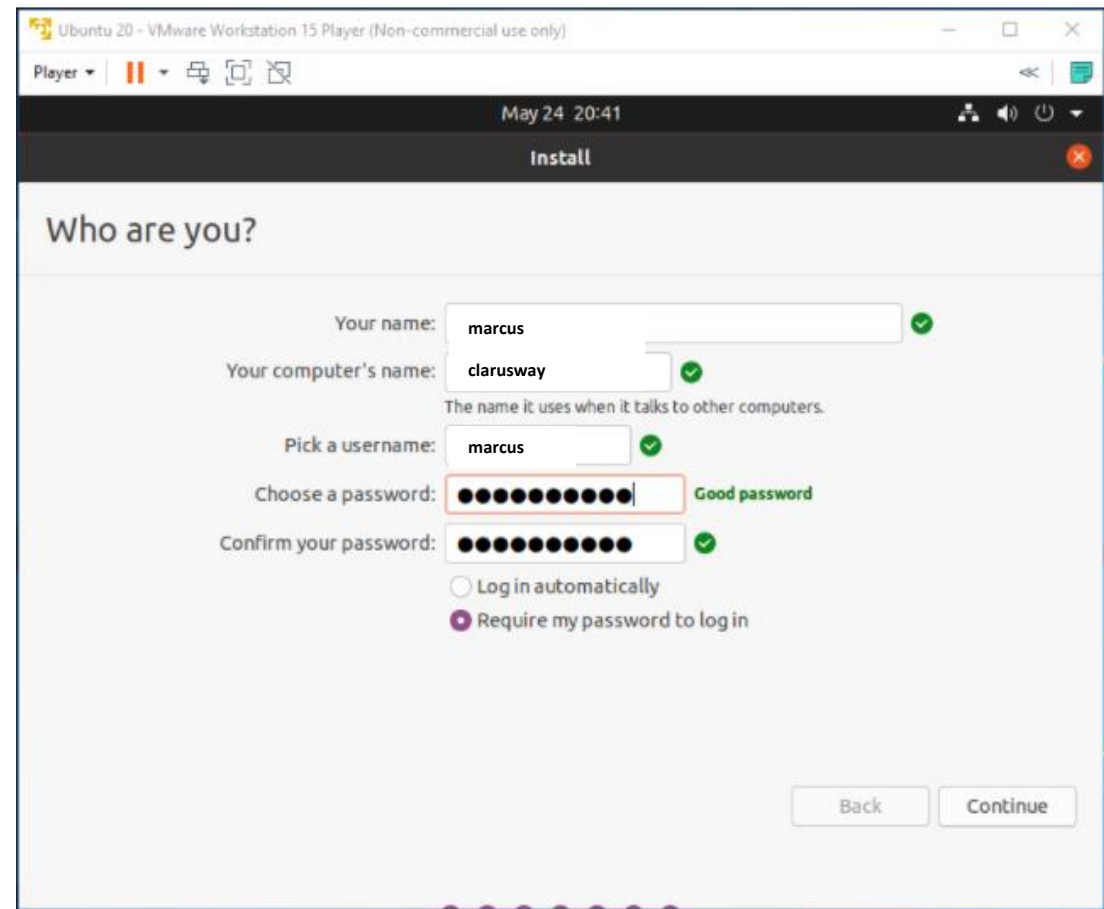 Ubuntu 20 - VMware Workstation 15 Player (Non-commercial use only)
Player
May 24 20:41
Install
Who are you?
Your name: marcus
Your computer's name: clarusway
The name it uses when it talks to other computers.
Pick a username: marcus
Choose a password: ●●●●●●●●●● Good password
Confirm your password: ●●●●●●●●●●
Log in automatically
Require my password to log in
Back Continue